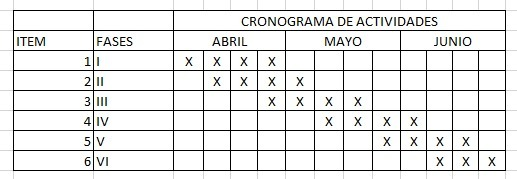 CRONOGRAMA DE ACTIVIDADES
ITEM FASES ABRIL MAYO JUNIO
1 I X X X X
2 II X X X X
3 III X X X X
4 IV X X X X
5 V X X X X
6 VI X X X